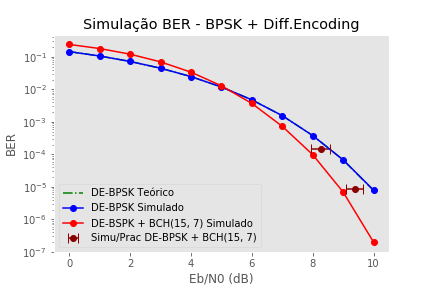 Simulação BER - BPSK + Diff.Encoding
10⁻¹
10⁻²
10⁻³
10⁻⁴
10⁻⁵
10⁻⁶
10⁻⁷
BER
DE-BPSK Teórico
DE-BPSK Simulado
DE-BSPK + BCH(15, 7) Simulado
Simu/Prac DE-BPSK + BCH(15, 7)
0 2 4 6 8 10
Eb/N0 (dB)